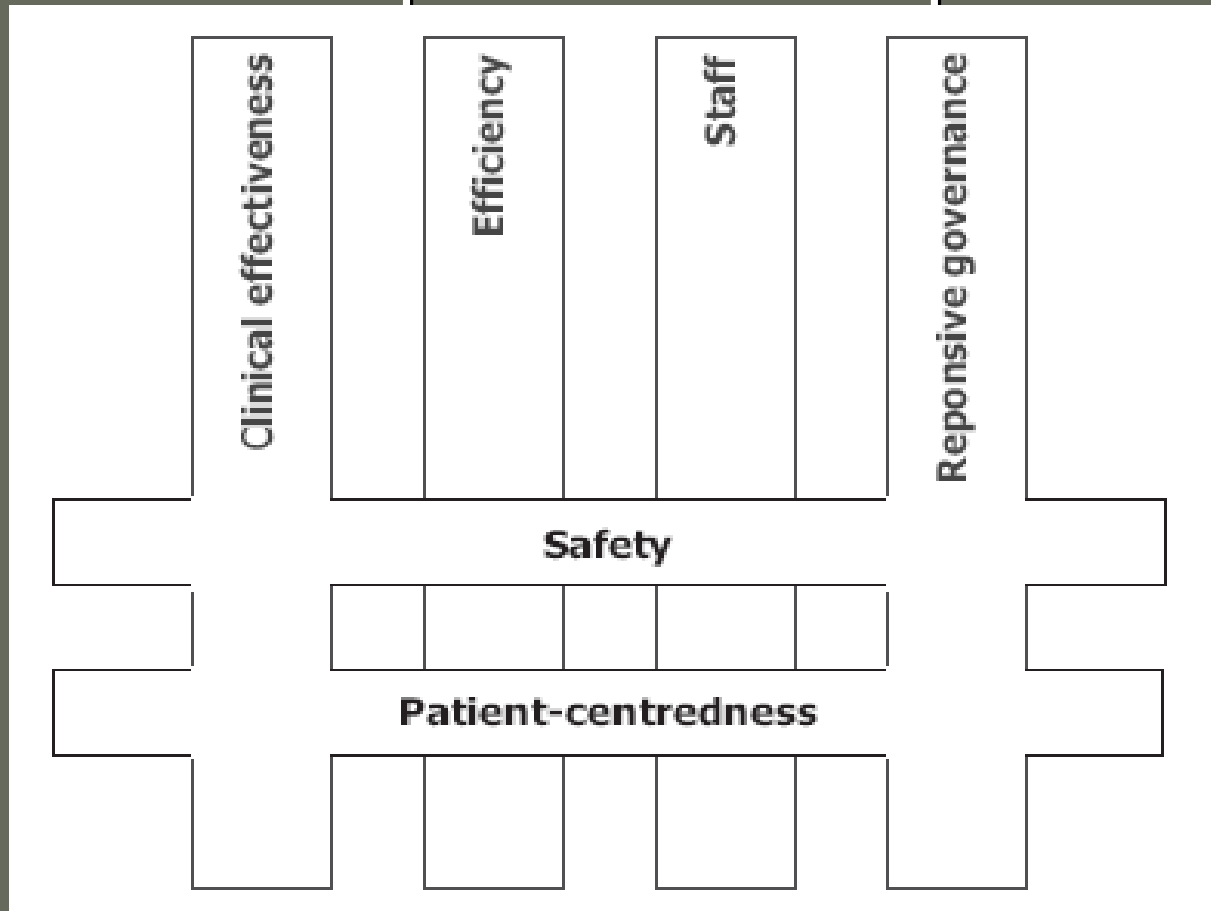 Clinical effectiveness
Efficiency
Staff
Reponsive governance
Safety
Patient-centredness